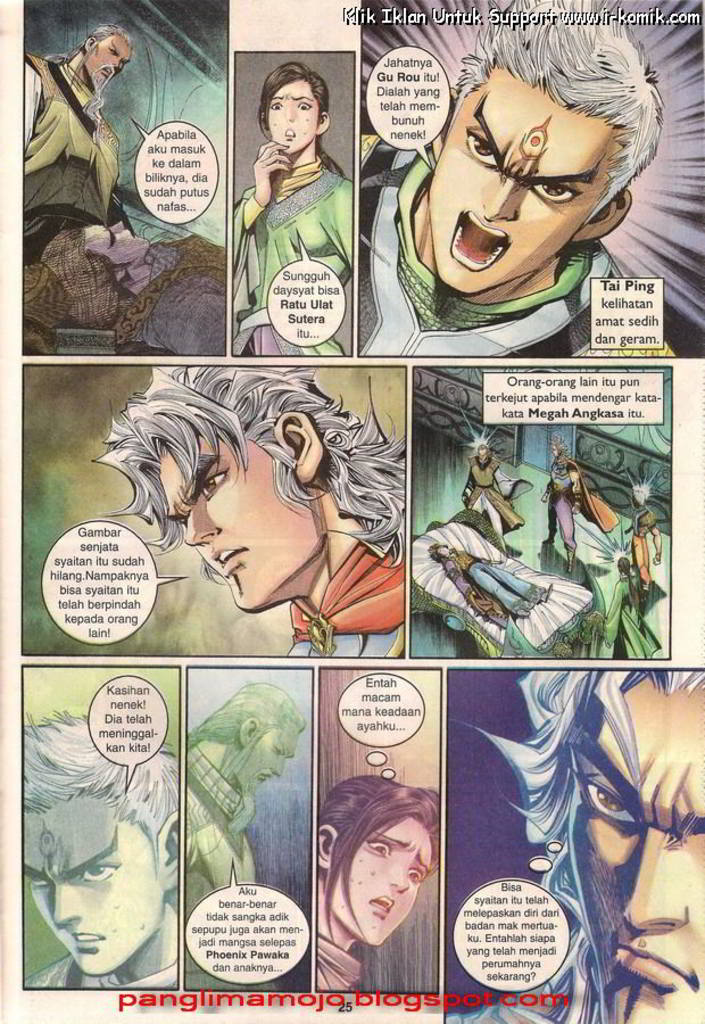 Klik Iklan Untuk Support www.i-komik.com
Apabila
aku masuk
ke dalam
biliknya, dia
sudah putus
nafas...
Sungguh
daysyat bisa
Ratu Ulat
Sutera
itu...
Jahatnya
Gu Rou itu!
Dialah yang
telah mem-
bunuh
nenek!
Tai Ping
kelihatan
amat sedih
dan geram.
Gambar
senjata
syaitan itu sudah
hilang.Nampaknya
bisa syaitan itu
telah berpindah
kepada orang
lain!
Orang-orang lain itu pun
terkejut apabila mendengar kata-
kata Megah Angkasa itu.
Kasihan
nenek!
Dia telah
meninggal-
kan kita!
Aku
benar-benar
tidak sangka adik
sepupu juga akan men-
jadi mangsa selepas
Phoenix Pawaka
dan anaknya...
Entah
macam
mana keadaan
ayahku...
Bisa
syaitan itu telah
melepaskan diri dari
badan mak mertua-
ku. Entahlah siapa
yang telah menjadi
perumahnya
sekarang?
panglimamojo.blogspot.com
25